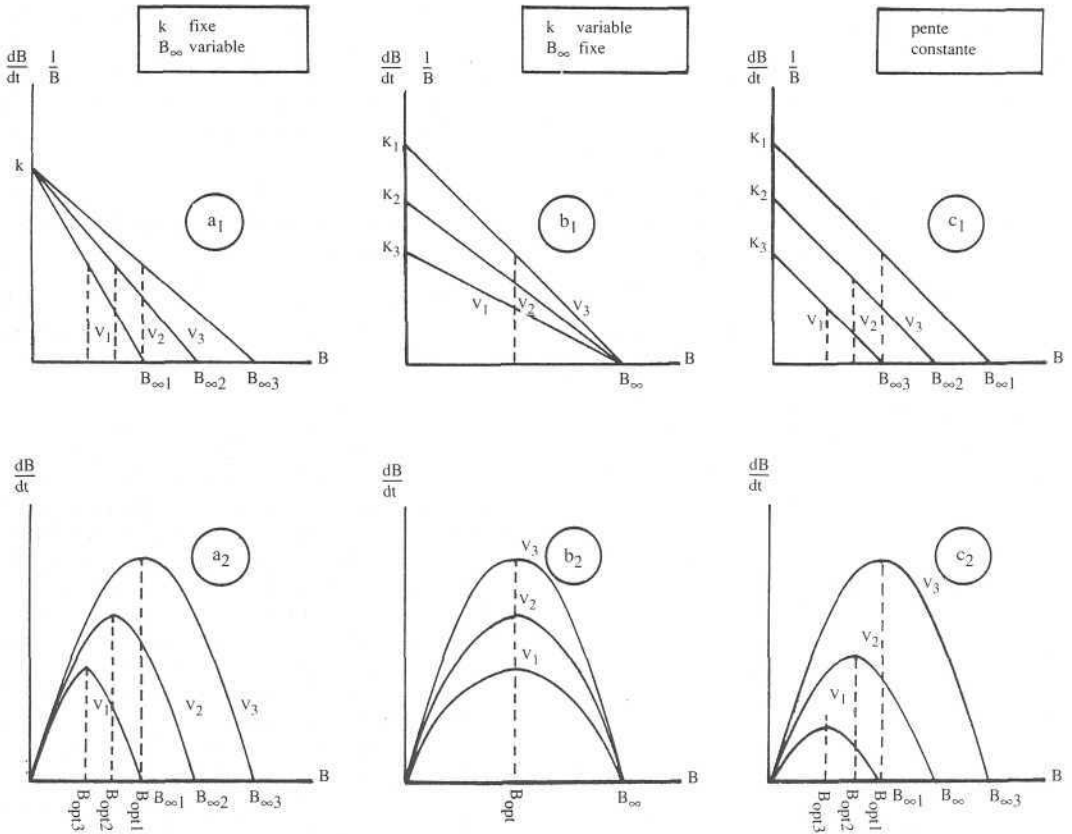 k fixe
B∞ variable
k variable
B∞ fixe
pente
constante
dB/dt 1/B
k
a1
V1 V2 V3
B
B∞1 B∞2 B∞3
dB/dt 1/B
K1
K2
K3
b1
V1 V2 V3
B
B∞
dB/dt 1/B
K1
K2
K3
c1
V1 V2 V3
B
B∞3 B∞2 B∞1
dB/dt
a2
V1 V2 V3
B
Bopt3 Bopt2 Bopt1 B∞1 B∞2 B∞3
dB/dt
b2
V3
V2
V1
B
Bopt B∞
dB/dt
c2
V3
V2
V1
B
Bopt3 Bopt2 Bopt1 B∞1 B∞ B∞3